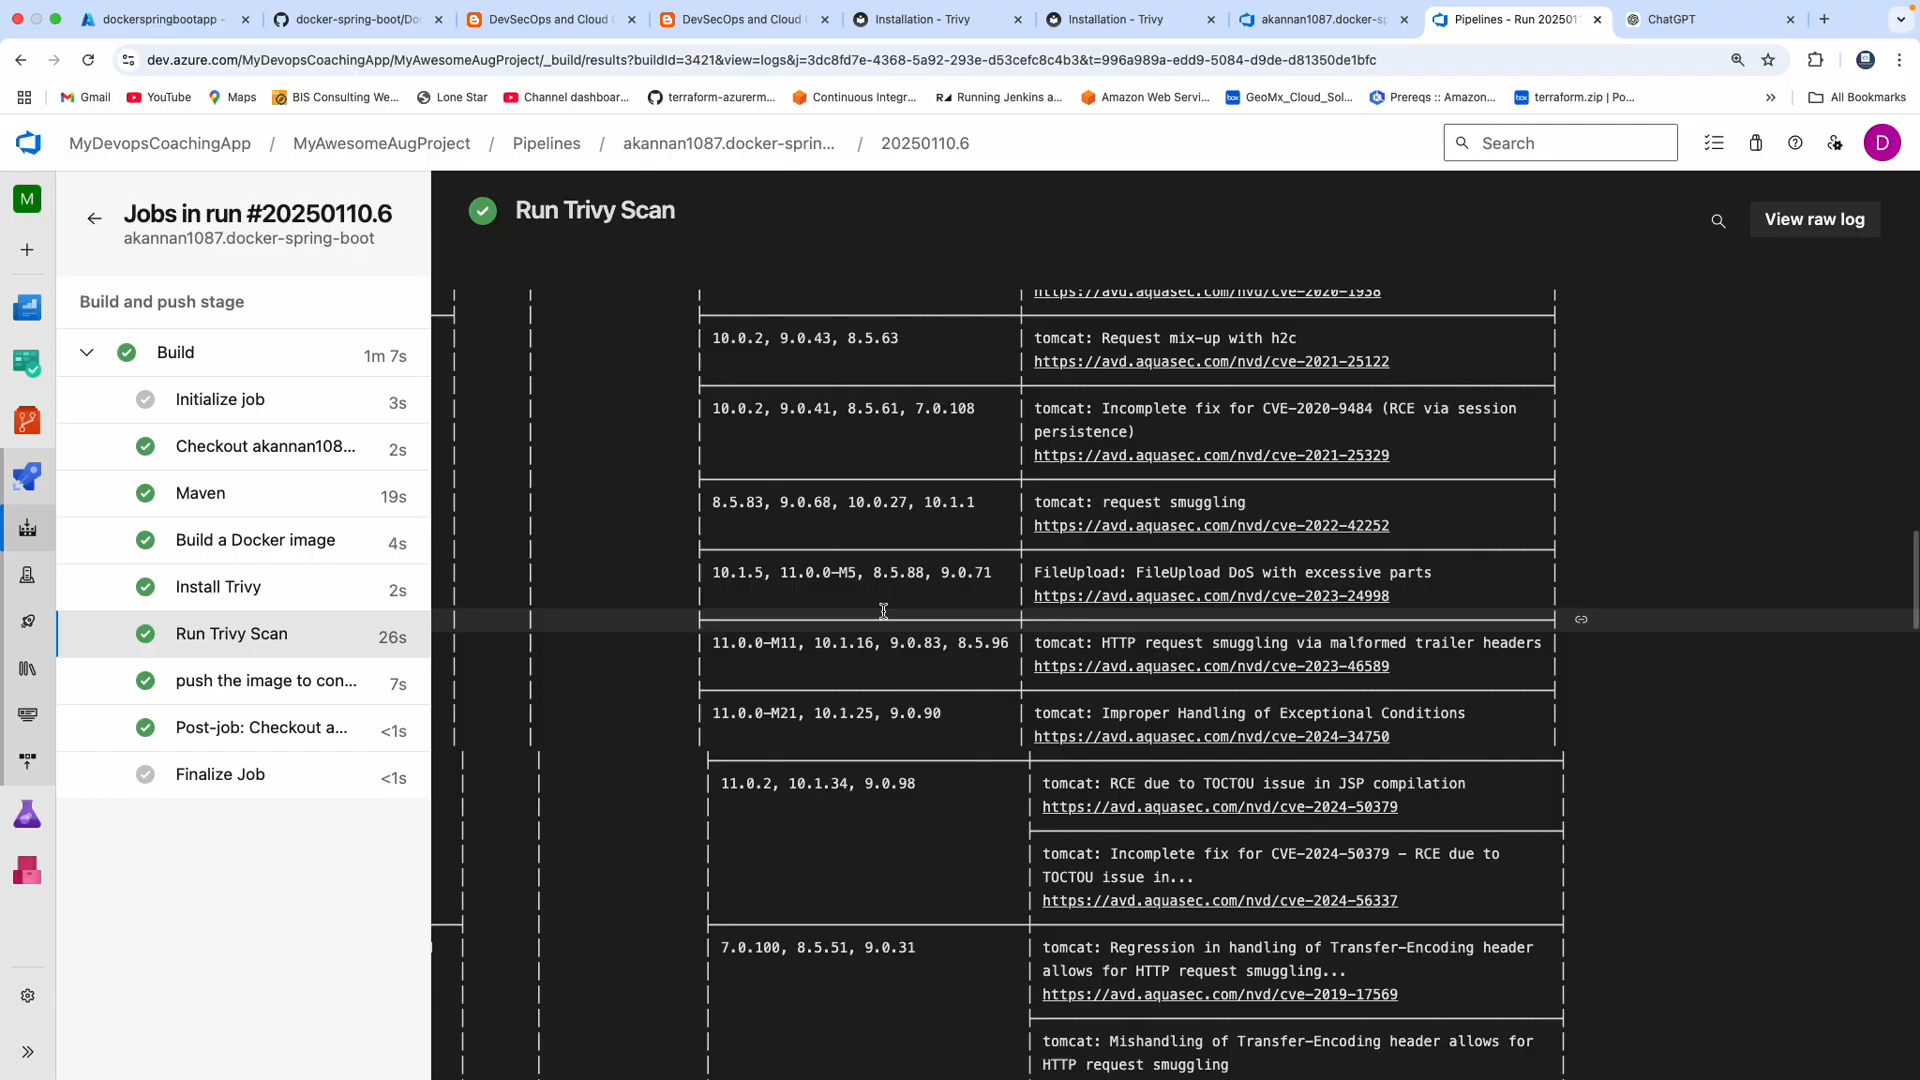 dockerspringbootapp -
docker-spring-boot/Doc
DevSecOps and Cloud C
DevSecOps and Cloud C
Installation - Trivy
Installation - Trivy
akannan1087.docker-sp
Pipelines - Run 202501
ChatGPT
dev.azure.com/MyDevopsCoachingApp/MyAwesomeAugProject/_build/results?buildId=3421&view=logs&j=3dc8fd7e-4368-5a92-293e-d53cefc8c4b3&t=996a989a-edd9-5084-d9de-d81350de1bfc
Gmail
YouTube
Maps
BIS Consulting We...
Lone Star
Channel dashboar...
terraform-azurerm...
Continuous Integr...
Running Jenkins a...
Amazon Web Servi...
GeoMx_Cloud_Sol...
Prereqs :: Amazon...
terraform.zip | Po...
All Bookmarks
MyDevopsCoachingApp / MyAwesomeAugProject / Pipelines / akannan1087.docker-sprin... / 20250110.6
Search
D
M
Jobs in run #20250110.6
akannan1087.docker-spring-boot
Build and push stage
Build 1m 7s
Initialize job 3s
Checkout akannan108... 2s
Maven 19s
Build a Docker image 4s
Install Trivy 2s
Run Trivy Scan 26s
push the image to con... 7s
Post-job: Checkout a... <1s
Finalize Job <1s
Run Trivy Scan
View raw log
https://avd.aquasec.com/nvd/cve-2020-1938
10.0.2, 9.0.43, 8.5.63 tomcat: Request mix-up with h2c
https://avd.aquasec.com/nvd/cve-2021-25122
10.0.2, 9.0.41, 8.5.61, 7.0.108 tomcat: Incomplete fix for CVE-2020-9484 (RCE via session
persistence)
https://avd.aquasec.com/nvd/cve-2021-25329
8.5.83, 9.0.68, 10.0.27, 10.1.1 tomcat: request smuggling
https://avd.aquasec.com/nvd/cve-2022-42252
10.1.5, 11.0.0-M5, 8.5.88, 9.0.71 FileUpload: FileUpload DoS with excessive parts
https://avd.aquasec.com/nvd/cve-2023-24998
11.0.0-M11, 10.1.16, 9.0.83, 8.5.96 tomcat: HTTP request smuggling via malformed trailer headers
https://avd.aquasec.com/nvd/cve-2023-46589
11.0.0-M21, 10.1.25, 9.0.90 tomcat: Improper Handling of Exceptional Conditions
https://avd.aquasec.com/nvd/cve-2024-34750
11.0.2, 10.1.34, 9.0.98 tomcat: RCE due to TOCTOU issue in JSP compilation
https://avd.aquasec.com/nvd/cve-2024-50379
tomcat: Incomplete fix for CVE-2024-50379 - RCE due to
TOCTOU issue in...
https://avd.aquasec.com/nvd/cve-2024-56337
7.0.100, 8.5.51, 9.0.31 tomcat: Regression in handling of Transfer-Encoding header
allows for HTTP request smuggling...
https://avd.aquasec.com/nvd/cve-2019-17569
tomcat: Mishandling of Transfer-Encoding header allows for
HTTP request smuggling